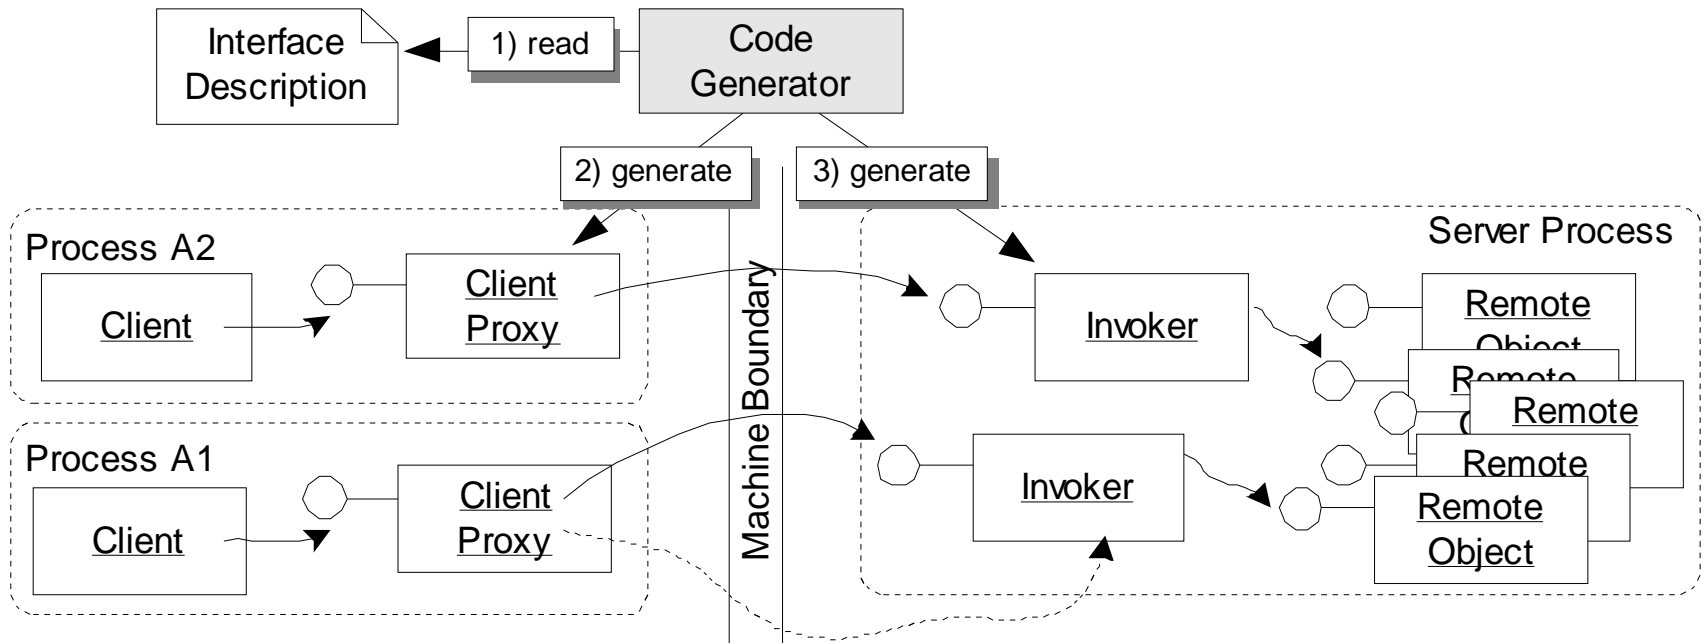 Interface
Description
1) read
Code
Generator
2) generate
3) generate
Process A2
Client
Client
Proxy
Machine Boundary
Server Process
Invoker
Remote
Object
Remote
Remote
Process A1
Client
Client
Proxy
Invoker
Remote
Remote
Object